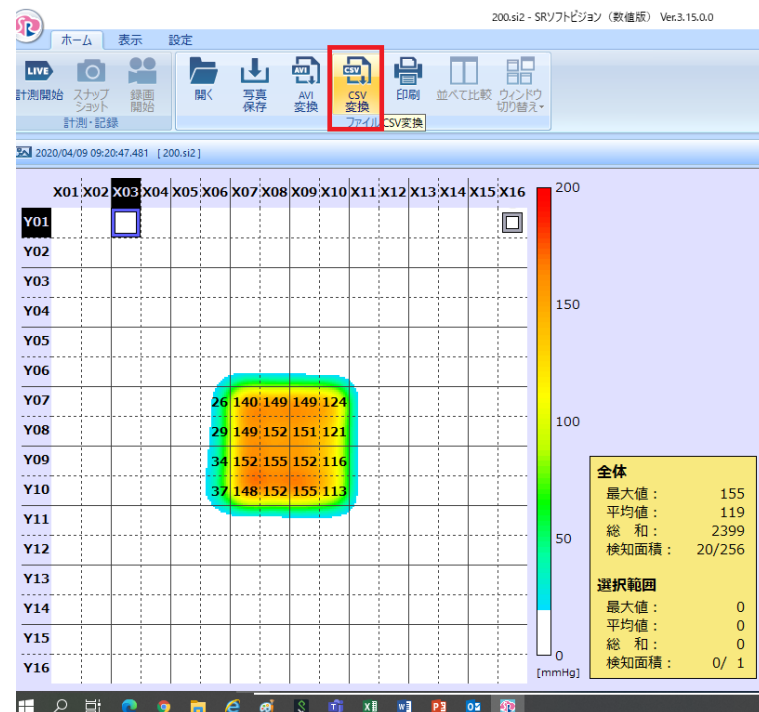 200.si2 - SRソフトビジョン（数値版） Ver.3.15.0.0
ホーム 表示 設定
LIVE AVI CSV
計測開始 スナップショット 録画開始 開く 写真保存 AVI変換 CSV変換 印刷 並べて比較 ウィンドウ切り替え
計測・記録 ファイル CSV変換
2020/04/09 09:20:47.481 [ 200.si2 ]
X01 X02 X03 X04 X05 X06 X07 X08 X09 X10 X11 X12 X13 X14 X15 X16 200
Y01
Y02
Y03
Y04 150
Y05
Y06
Y07 26 140 149 149 124
Y08 29 149 152 151 121 100
Y09 34 152 155 152 116
Y10 37 148 152 155 113
Y11
Y12 50
Y13
Y14
Y15
Y16 0
[mmHg]
全体
最大値： 155
平均値： 119
総 和： 2399
検知面積： 20/256
選択範囲
最大値： 0
平均値： 0
総 和： 0
検知面積： 0/ 1